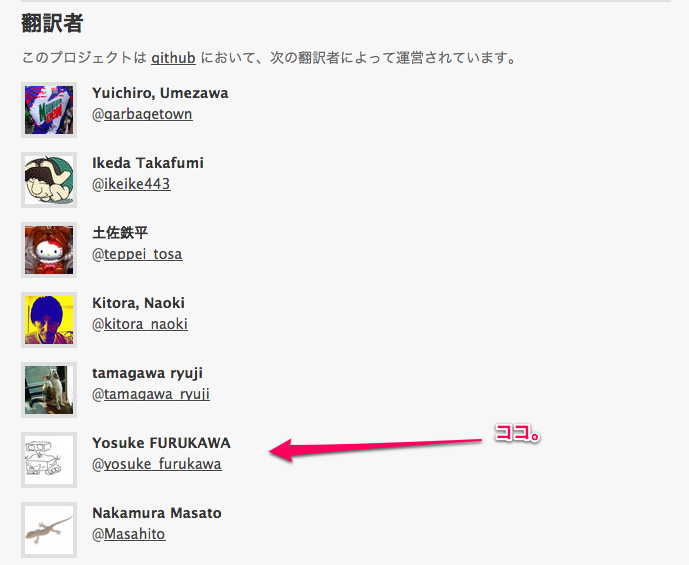 翻訳者
このプロジェクトは github において、次の翻訳者によって運営されています。
Yuichiro, Umezawa
@garbagetown
Ikeda Takafumi
@ikeike443
土佐鉄平
@teppei_tosa
Kitora, Naoki
@kitora_naoki
tamagawa ryuji
@tamagawa_ryuji
Yosuke FURUKAWA
ココ。
@yosuke_furukawa
Nakamura Masato
@Masahito